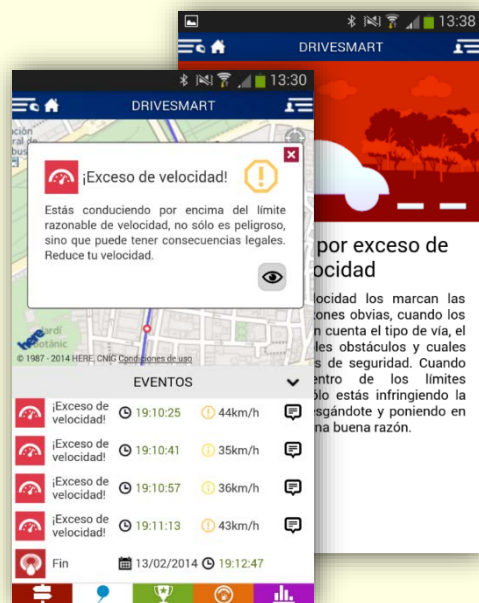 13:38
DRIVESMART
13:30
DRIVESMART
¡Exceso de velocidad!
Estás conduciendo por encima del límite
razonable de velocidad, no sólo es peligroso,
sino que puede tener consecuencias legales.
Reduce tu velocidad.
here
Jardí
Botànic
© 1987 - 2014 HERE, CNIG Condiciones de uso
EVENTOS
¡Exceso de
velocidad! 19:10:25 44km/h
¡Exceso de
velocidad! 19:10:41 35km/h
¡Exceso de
velocidad! 19:10:57 36km/h
¡Exceso de
velocidad! 19:11:13 43km/h
Fin 13/02/2014 19:12:47
por exceso de
ocidad
locidad los marcan las
ones obvias, cuando los
n cuenta el tipo de vía, el
les obstáculos y cuales
s de seguridad. Cuando
entro de los límites
ólo estás infringiendo la
esgándote y poniendo en
na buena razón.